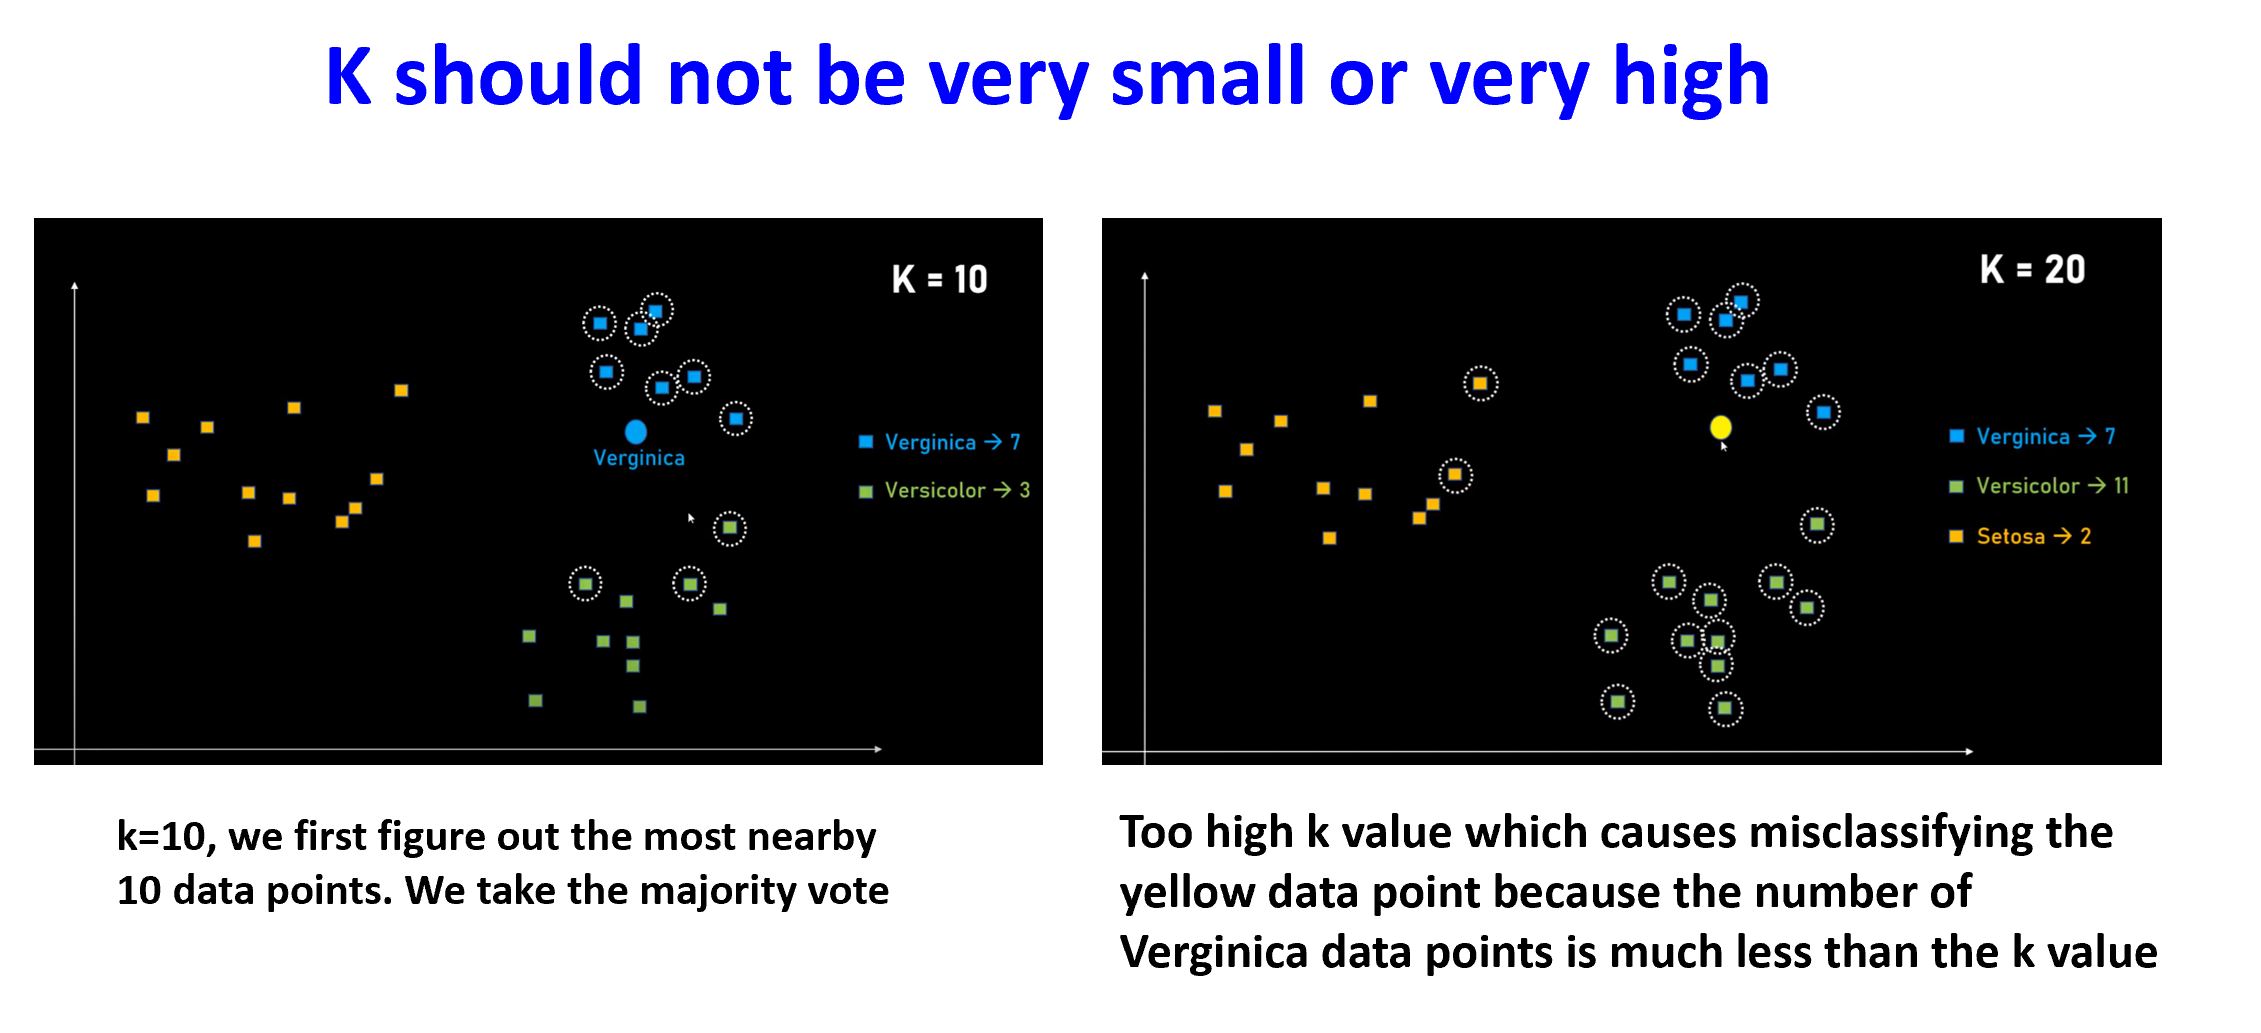 K should not be very small or very high
K = 10
Verginica
Verginica → 7
Versicolor → 3
K = 20
Verginica → 7
Versicolor → 11
Setosa → 2
k=10, we first figure out the most nearby
10 data points. We take the majority vote
Too high k value which causes misclassifying the
yellow data point because the number of
Verginica data points is much less than the k value